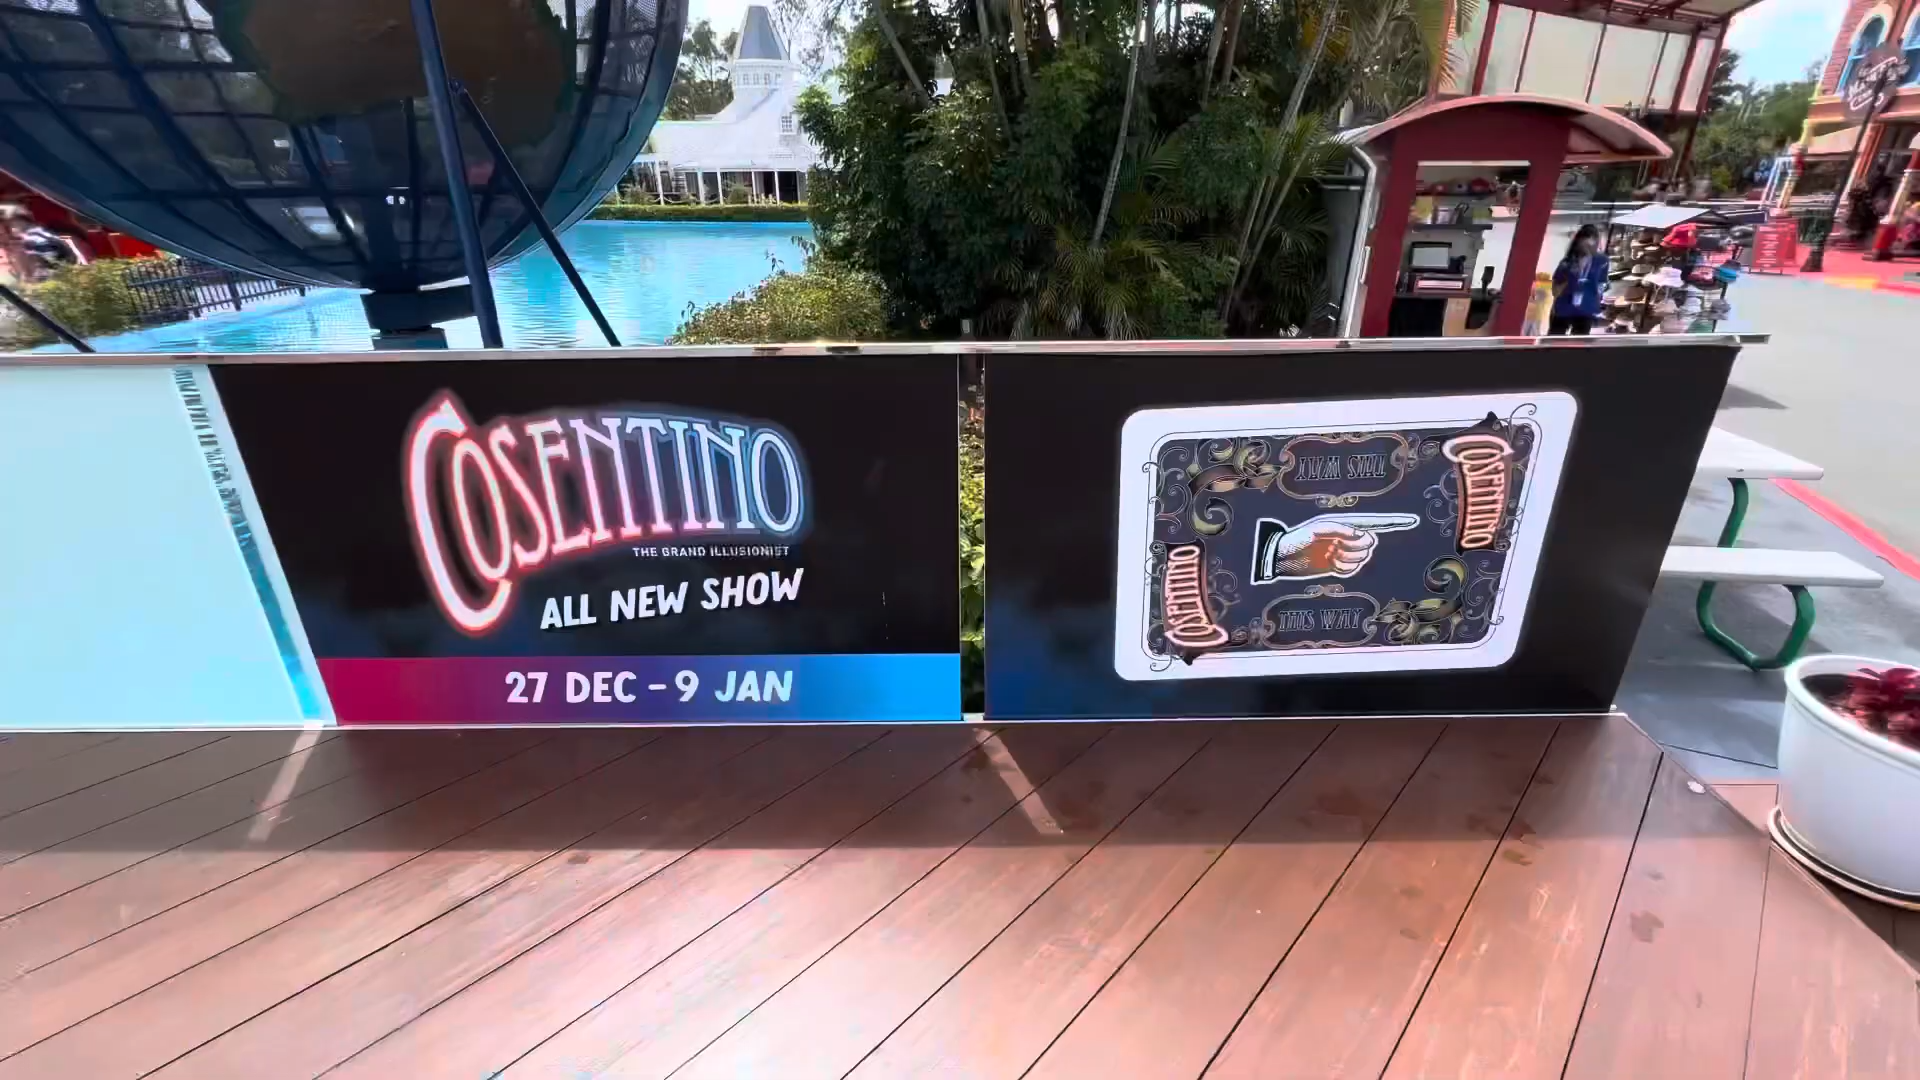 COSENTINO
THE GRAND ILLUSIONIST
ALL NEW SHOW
27 DEC - 9 JAN
THIS WAY
COSENTINO
COSENTINO
THIS WAY